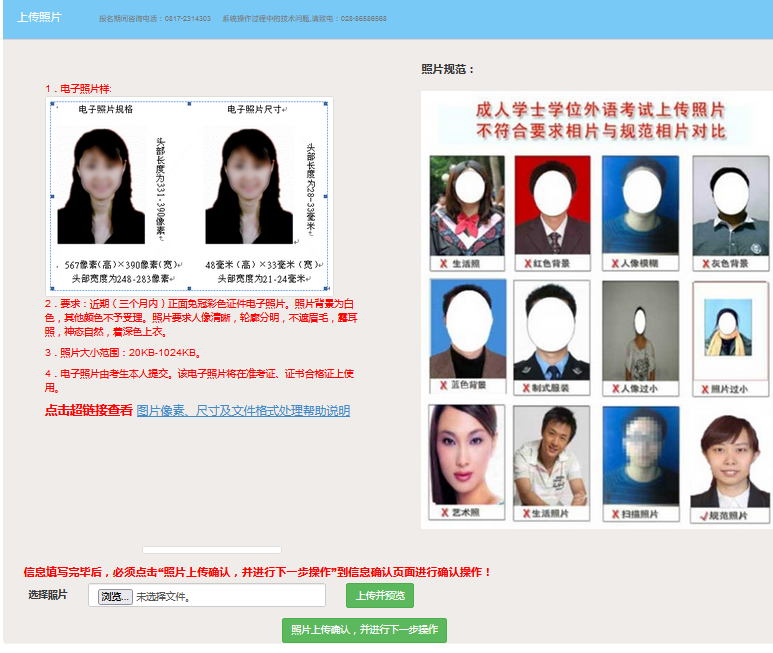 上传照片
报名期间咨询电话：0817-2314303 系统操作过程中的技术问题,请致电：028-86586568
照片规范：
1．电子照片样:
电子照片规格
电子照片尺寸
头部长度为331-390像素
头部长度为28-33毫米
567像素(高)×390像素(宽)
头部宽度为248-283像素
48毫米（高）×33毫米（宽）
头部宽度为21-24毫米
2．要求：近期（三个月内）正面免冠彩色证件电子照片。照片背景为白
色，其他颜色不予受理。照片要求人像清晰，轮廓分明，不遮眉毛，露耳
照，神态自然，着深色上衣。
3．照片大小范围：20KB-1024KB。
4．电子照片由考生本人提交。该电子照片将在准考证、证书合格证上使
用。
点击超链接查看 图片像素、尺寸及文件格式处理帮助说明
成人学士学位外语考试上传照片
不符合要求相片与规范相片对比
生活照
红色背景
人像模糊
灰色背景
蓝色背景
制式服装
人像过小
照片过小
艺术照
生活照片
扫描照片
规范照片
信息填写完毕后，必须点击“照片上传确认，并进行下一步操作”到信息确认页面进行确认操作！
选择照片 浏览... 未选择文件。 上传并预览
照片上传确认，并进行下一步操作